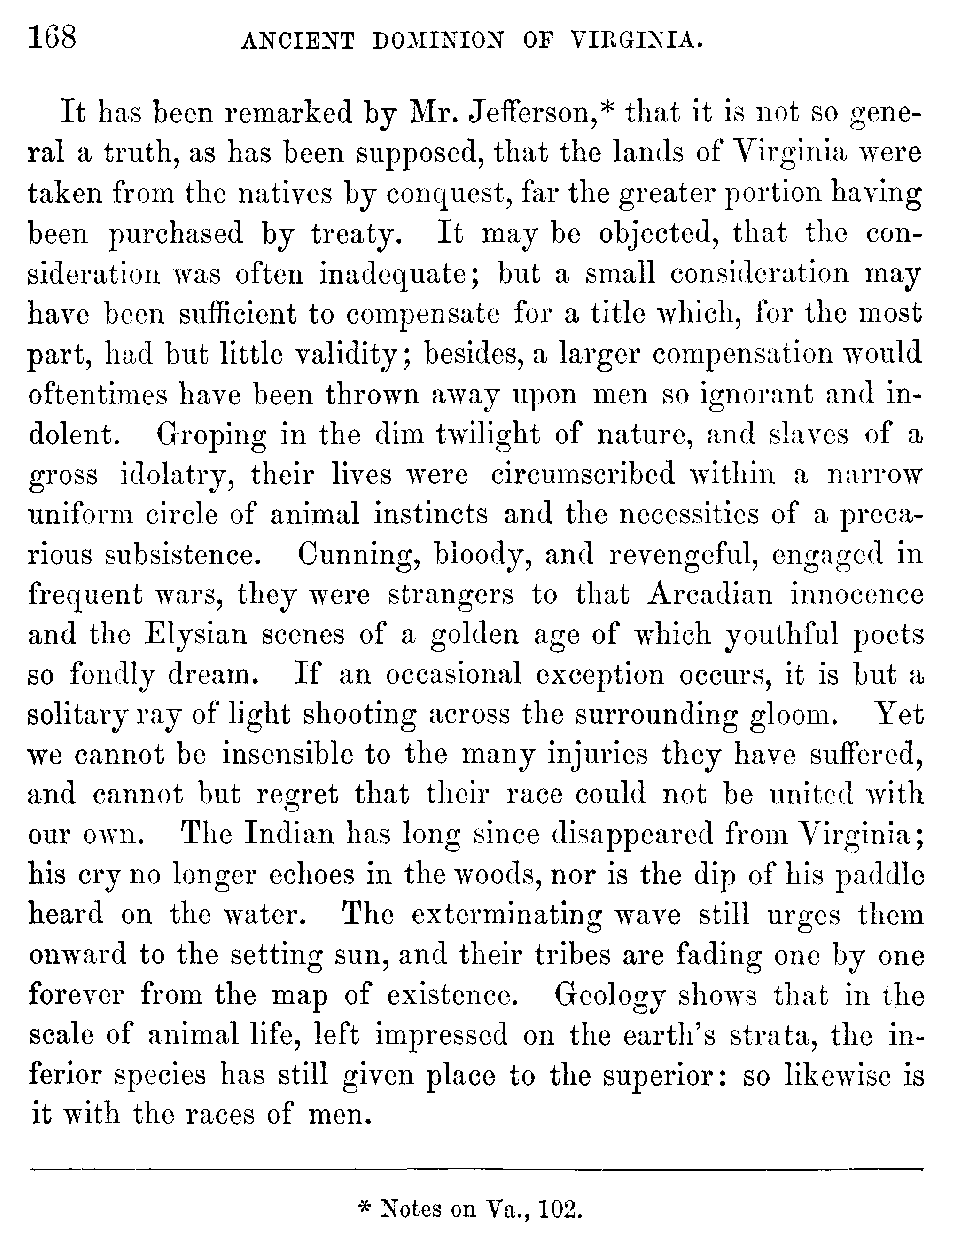 168 ANCIENT DOMINION OF VIRGINIA.
It has been remarked by Mr. Jefferson,* that it is not so gene-
ral a truth, as has been supposed, that the lands of Virginia were
taken from the natives by conquest, far the greater portion having
been purchased by treaty. It may be objected, that the con-
sideration was often inadequate; but a small consideration may
have been sufficient to compensate for a title which, for the most
part, had but little validity; besides, a larger compensation would
oftentimes have been thrown away upon men so ignorant and in-
dolent. Groping in the dim twilight of nature, and slaves of a
gross idolatry, their lives were circumscribed within a narrow
uniform circle of animal instincts and the necessities of a preca-
rious subsistence. Cunning, bloody, and revengeful, engaged in
frequent wars, they were strangers to that Arcadian innocence
and the Elysian scenes of a golden age of which youthful poets
so fondly dream. If an occasional exception occurs, it is but a
solitary ray of light shooting across the surrounding gloom. Yet
we cannot be insensible to the many injuries they have suffered,
and cannot but regret that their race could not be united with
our own. The Indian has long since disappeared from Virginia;
his cry no longer echoes in the woods, nor is the dip of his paddle
heard on the water. The exterminating wave still urges them
onward to the setting sun, and their tribes are fading one by one
forever from the map of existence. Geology shows that in the
scale of animal life, left impressed on the earth's strata, the in-
ferior species has still given place to the superior: so likewise is
it with the races of men.
* Notes on Va., 102.